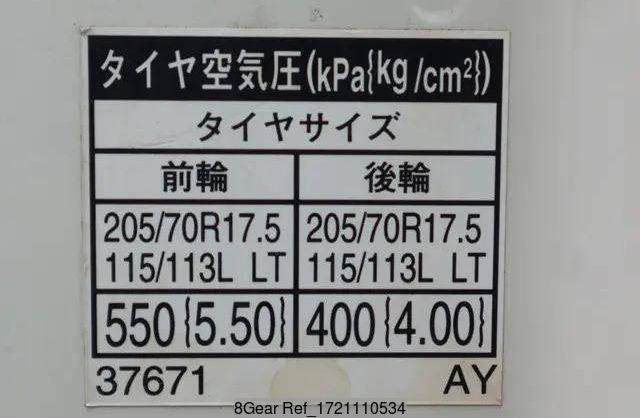 タイヤ空気圧(kPa{kg/cm²})
タイヤサイズ
前輪 後輪
205/70R17.5 205/70R17.5
115/113L LT 115/113L LT
550{5.50} 400{4.00}
37671 AY
8Gear Ref_1721110534